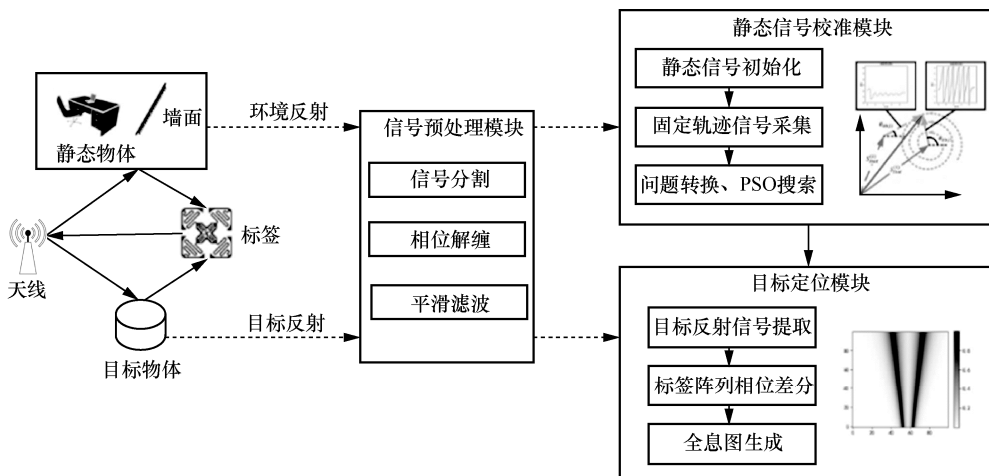 静态信号校准模块
静态信号初始化
固定轨迹信号采集
问题转换、PSO搜索
墙面
静态物体
环境反射
信号预处理模块
信号分割
相位解缠
平滑滤波
标签
天线
目标反射
目标物体
目标定位模块
目标反射信号提取
标签阵列相位差分
全息图生成